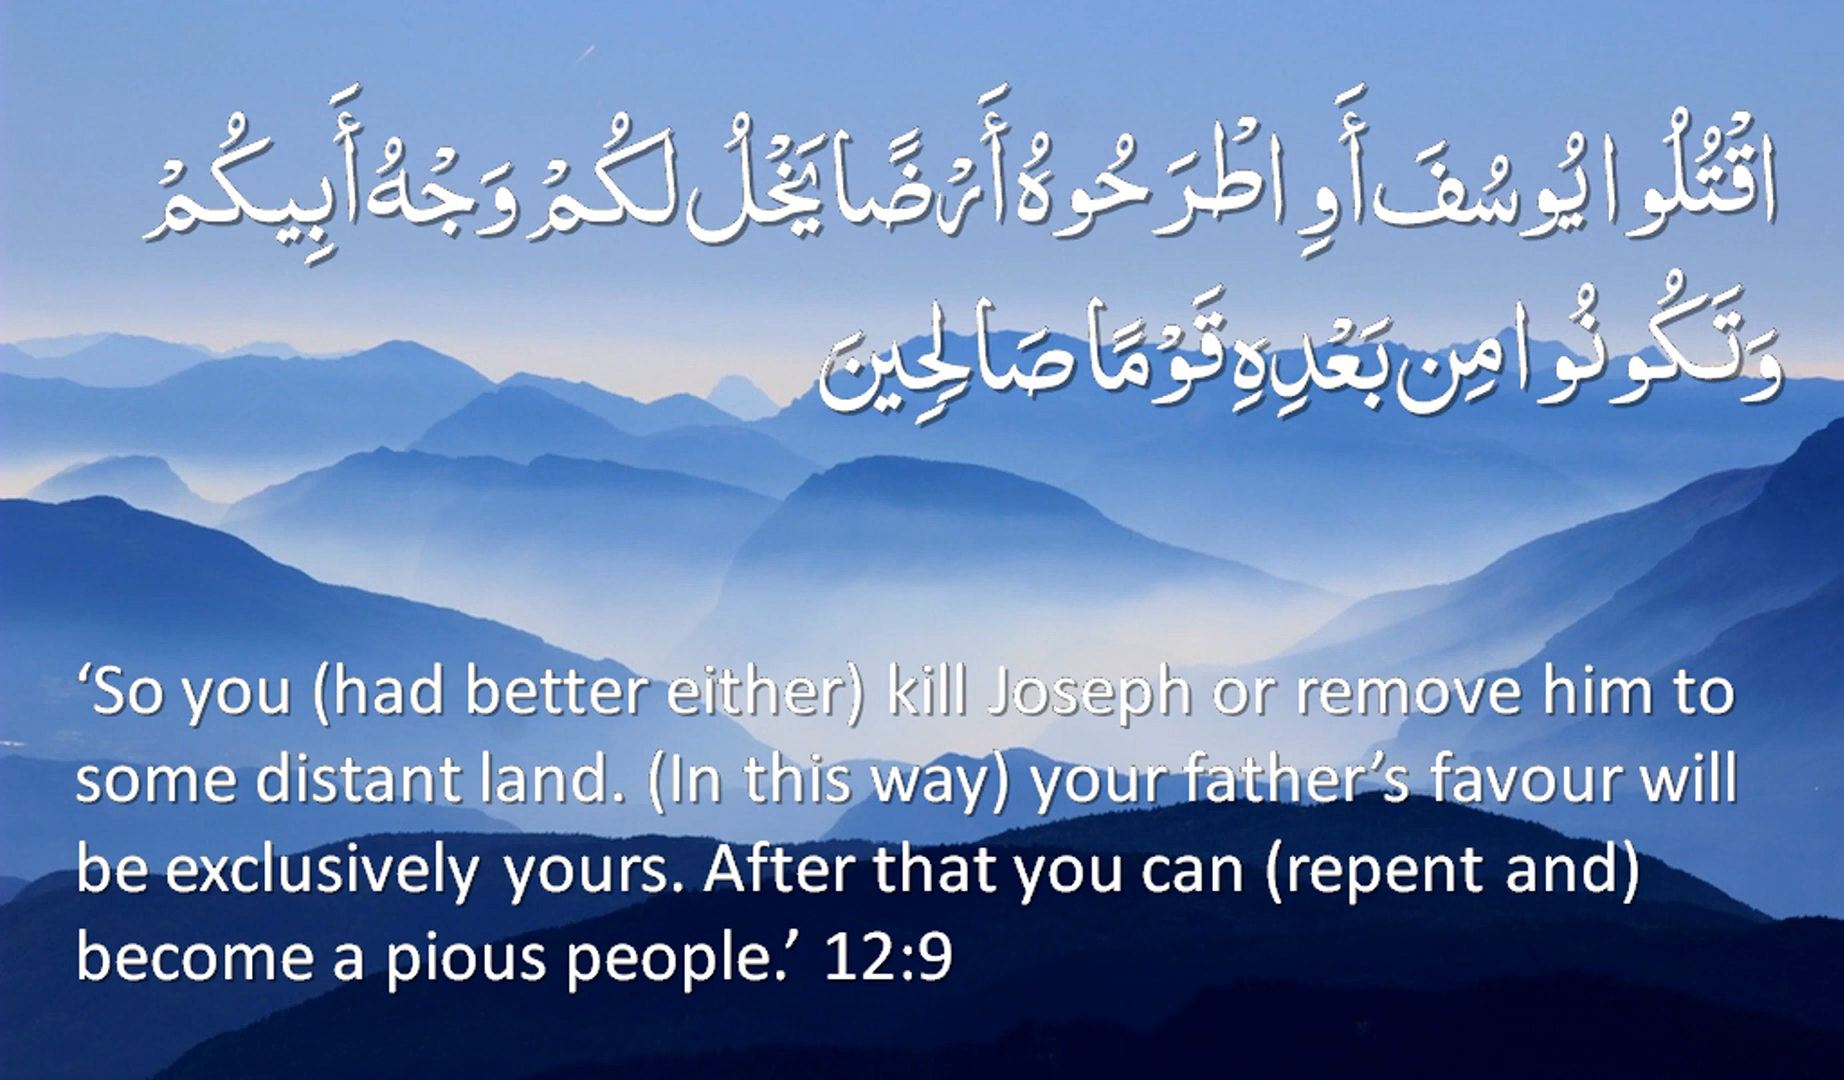 اقْتُلُوا يُوسُفَ أَوِ اطْرَحُوهُ أَرْضًا يَخْلُ لَكُمْ وَجْهُ أَبِيكُمْ
وَتَكُونُوا مِن بَعْدِهِ قَوْمًا صَالِحِينَ
‘So you (had better either) kill Joseph or remove him to
some distant land. (In this way) your father’s favour will
be exclusively yours. After that you can (repent and)
become a pious people.’ 12:9